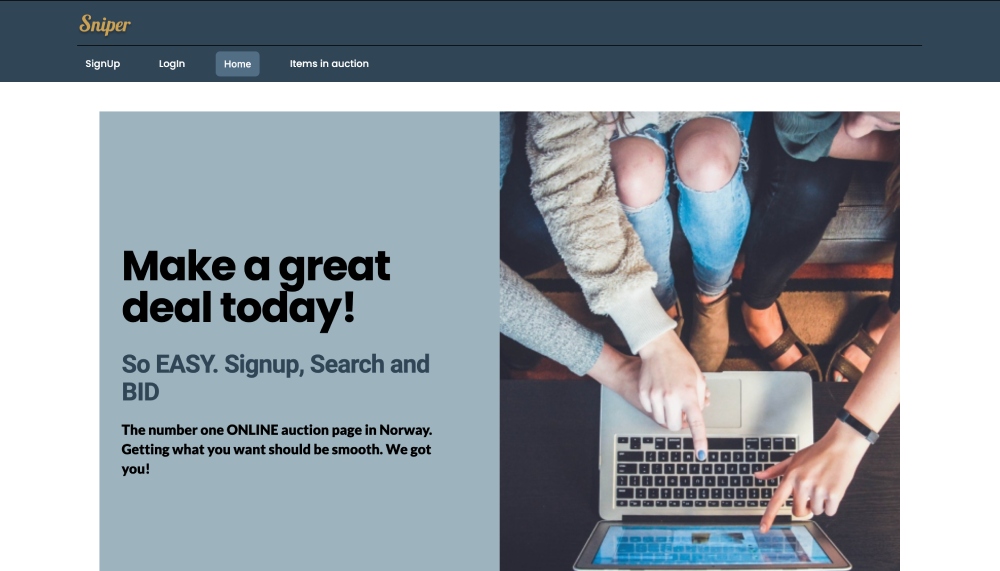 Sniper
SignUp LogIn Home Items in auction
Make a great
deal today!
So EASY. Signup, Search and
BID
The number one ONLINE auction page in Norway.
Getting what you want should be smooth. We got
you!